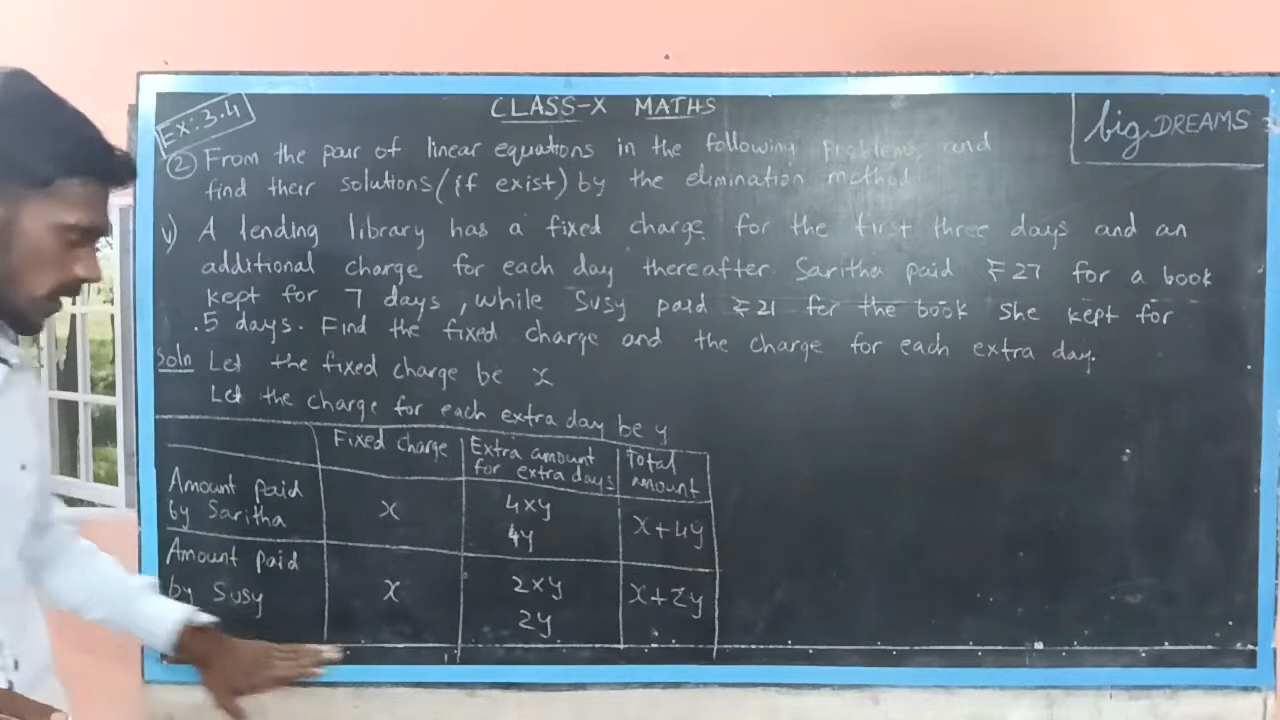 CLASS-X MATHS
EX: 3.4
big DREAMS
② From the pair of linear equations in the following problems, and
find their solutions (if exist) by the elimination method
v) A lending library has a fixed charge for the first three days and an
additional charge for each day thereafter. Saritha paid ₹27 for a book
kept for 7 days, while Susy paid ₹21 for the book she kept for
5 days. Find the fixed charge and the charge for each extra day.
Soln Let the fixed charge be x
Let the charge for each extra day be y
Fixed charge
Extra amount
for extra days
Total
amount
Amount paid
by Saritha
x
4xy
4y
x+4y
Amount paid
by Susy
x
2xy
2y
x+2y